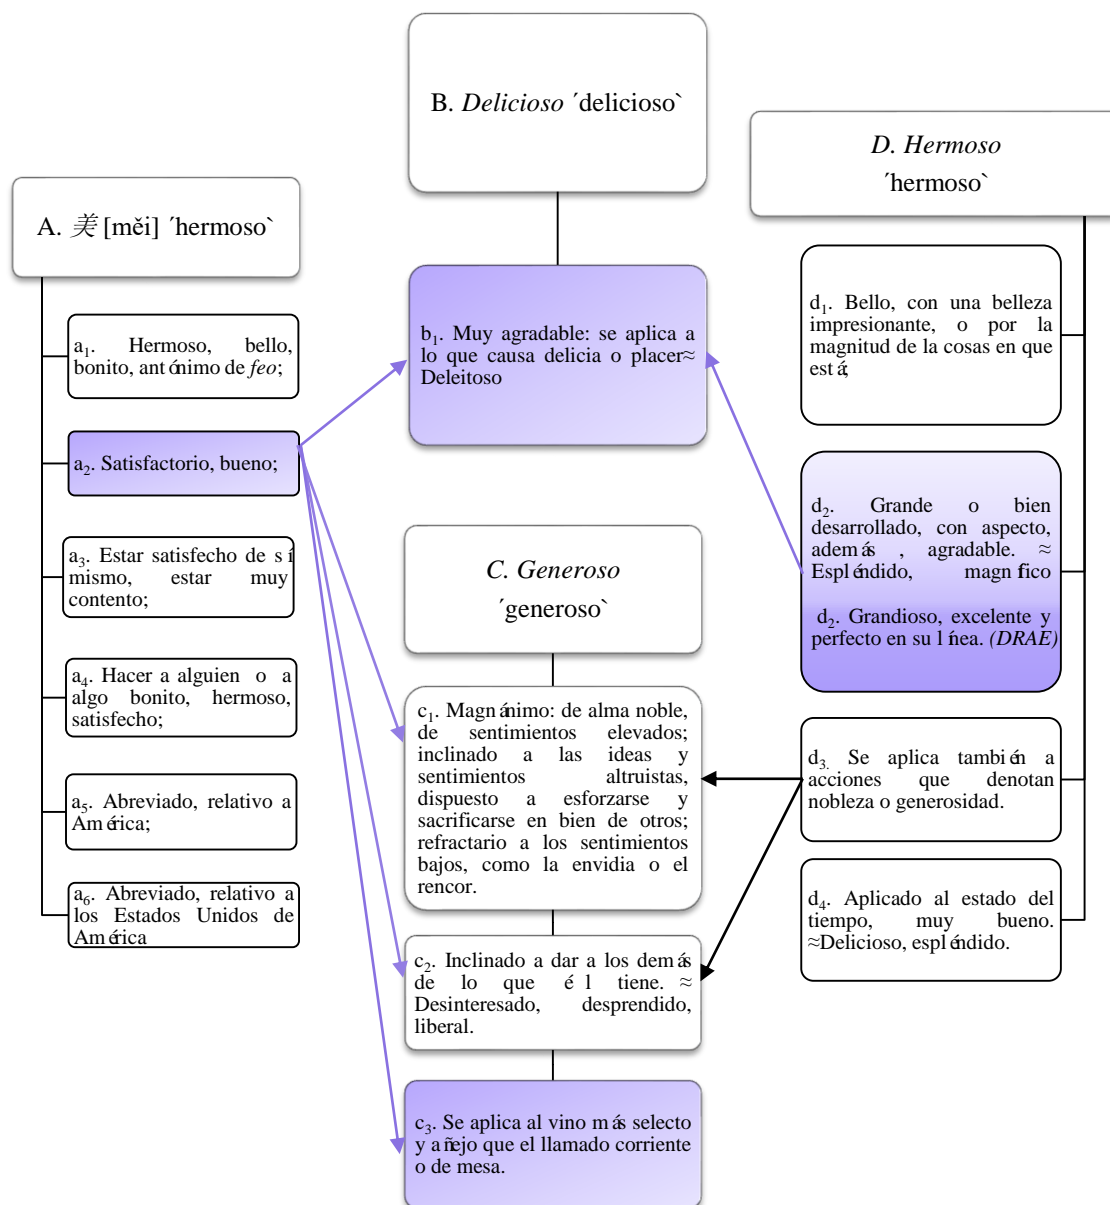 B. Delicioso ´delicioso`
D. Hermoso
´hermoso`
A. 美 [měi] ´hermoso`
a1. Hermoso, bello,
bonito, antónimo de feo;
a2. Satisfactorio, bueno;
a3. Estar satisfecho de sí
mismo, estar muy
contento;
a4. Hacer a alguien o a
algo bonito, hermoso,
satisfecho;
a5. Abreviado, relativo a
América;
a6. Abreviado, relativo a
los Estados Unidos de
América
b1. Muy agradable: se aplica a
lo que causa delicia o placer≈
Deleitoso
C. Generoso
´generoso`
c1. Magnánimo: de alma noble,
de sentimientos elevados;
inclinado a las ideas y
sentimientos altruistas,
dispuesto a esforzarse y
sacrificarse en bien de otros;
refractario a los sentimientos
bajos, como la envidia o el
rencor.
c2. Inclinado a dar a los demás
de lo que él tiene. ≈
Desinteresado, desprendido,
liberal.
c3. Se aplica al vino más selecto
y añejo que el llamado corriente
o de mesa.
d1. Bello, con una belleza
impresionante, o por la
magnitud de la cosas en que
está;
d2. Grande o bien
desarrollado, con aspecto,
además , agradable. ≈
Espléndido, magnífico
d2. Grandioso, excelente y
perfecto en su línea. (DRAE)
d3. Se aplica también a
acciones que denotan
nobleza o generosidad.
d4. Aplicado al estado del
tiempo, muy bueno.
≈Delicioso, espléndido.